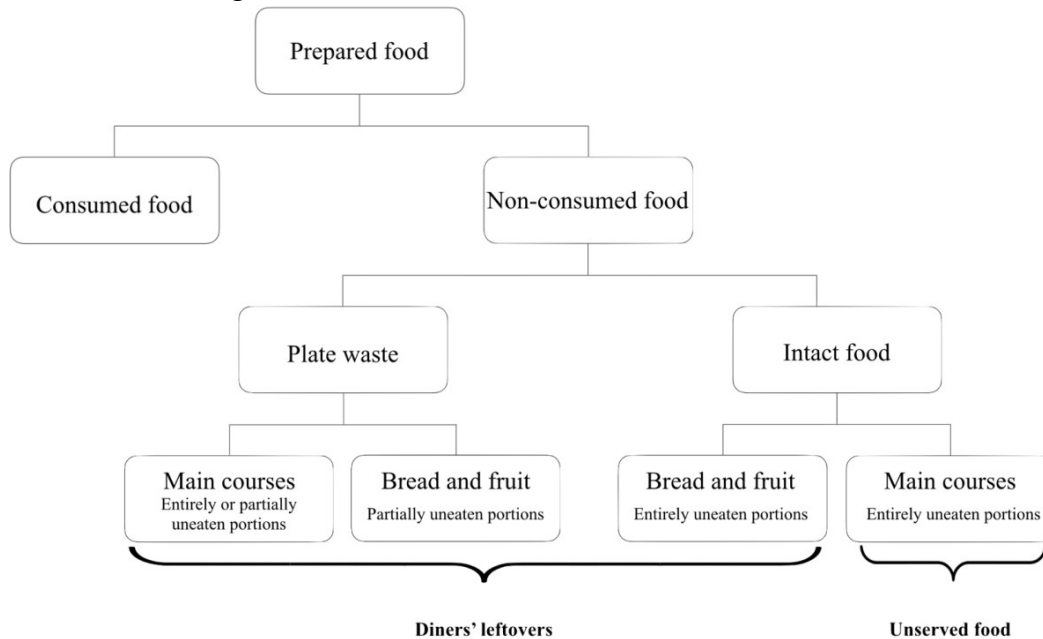 Prepared food
Consumed food
Non-consumed food
Plate waste
Intact food
Main courses
Entirely or partially
uneaten portions
Bread and fruit
Partially uneaten portions
Bread and fruit
Entirely uneaten portions
Main courses
Entirely uneaten portions
Diners’ leftovers
Unserved food